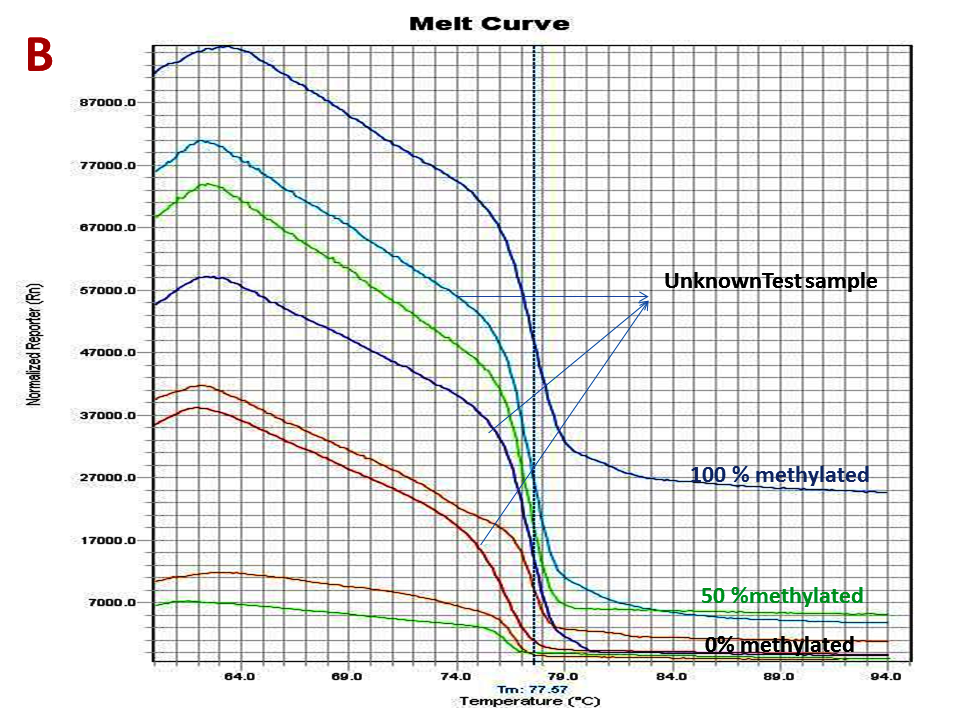 Melt Curve
B
87000.0
77000.0
67000.0
57000.0
47000.0
37000.0
27000.0
17000.0
7000.0
Normalized Reporter (Rn)
UnknownTest sample
100 % methylated
50 %methylated
0% methylated
64.0 69.0 74.0 79.0 84.0 89.0 94.0
Tm: 77.57
Temperature (°C)